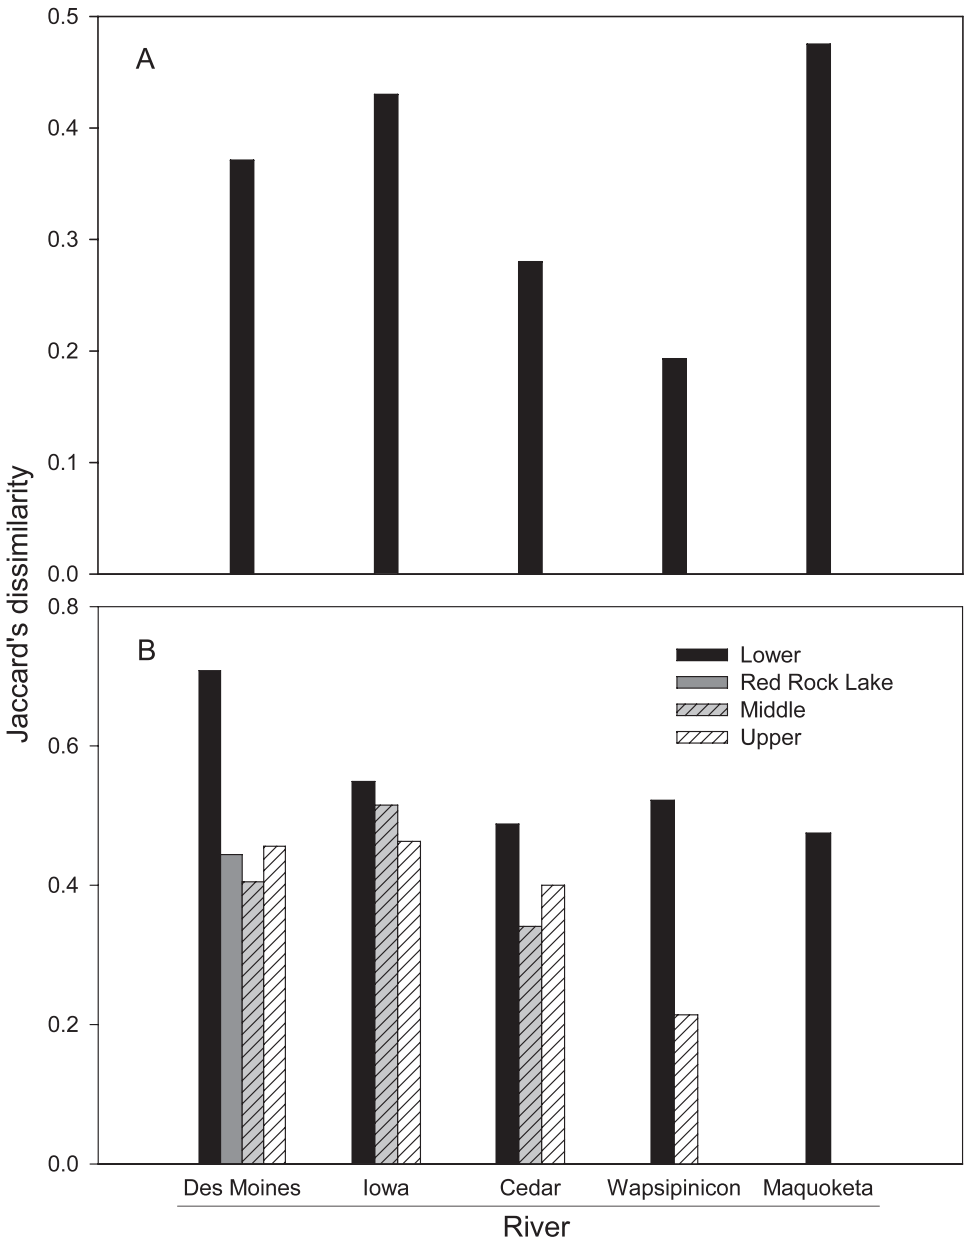 0.5
A
0.4
0.3
0.2
0.1
0.0
Jaccard's dissimilarity
0.8
B
Lower
Red Rock Lake
Middle
Upper
0.6
0.4
0.2
0.0
Des Moines Iowa Cedar Wapsipinicon Maquoketa
River